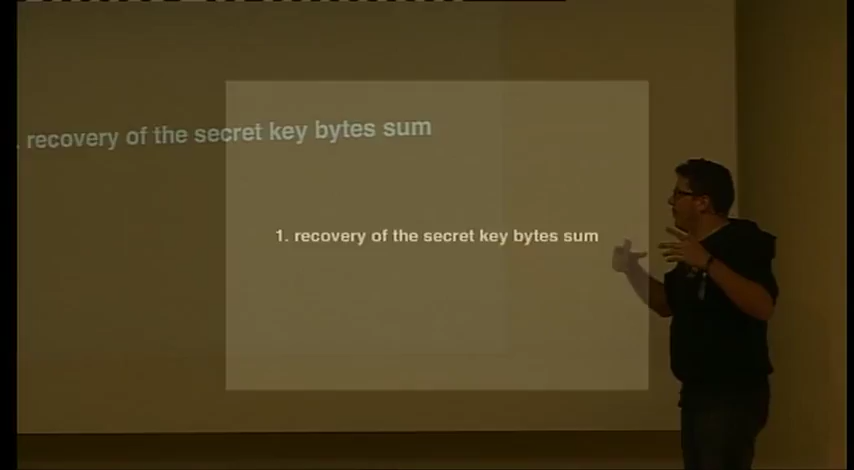 . recovery of the secret key bytes sum
1. recovery of the secret key bytes sum